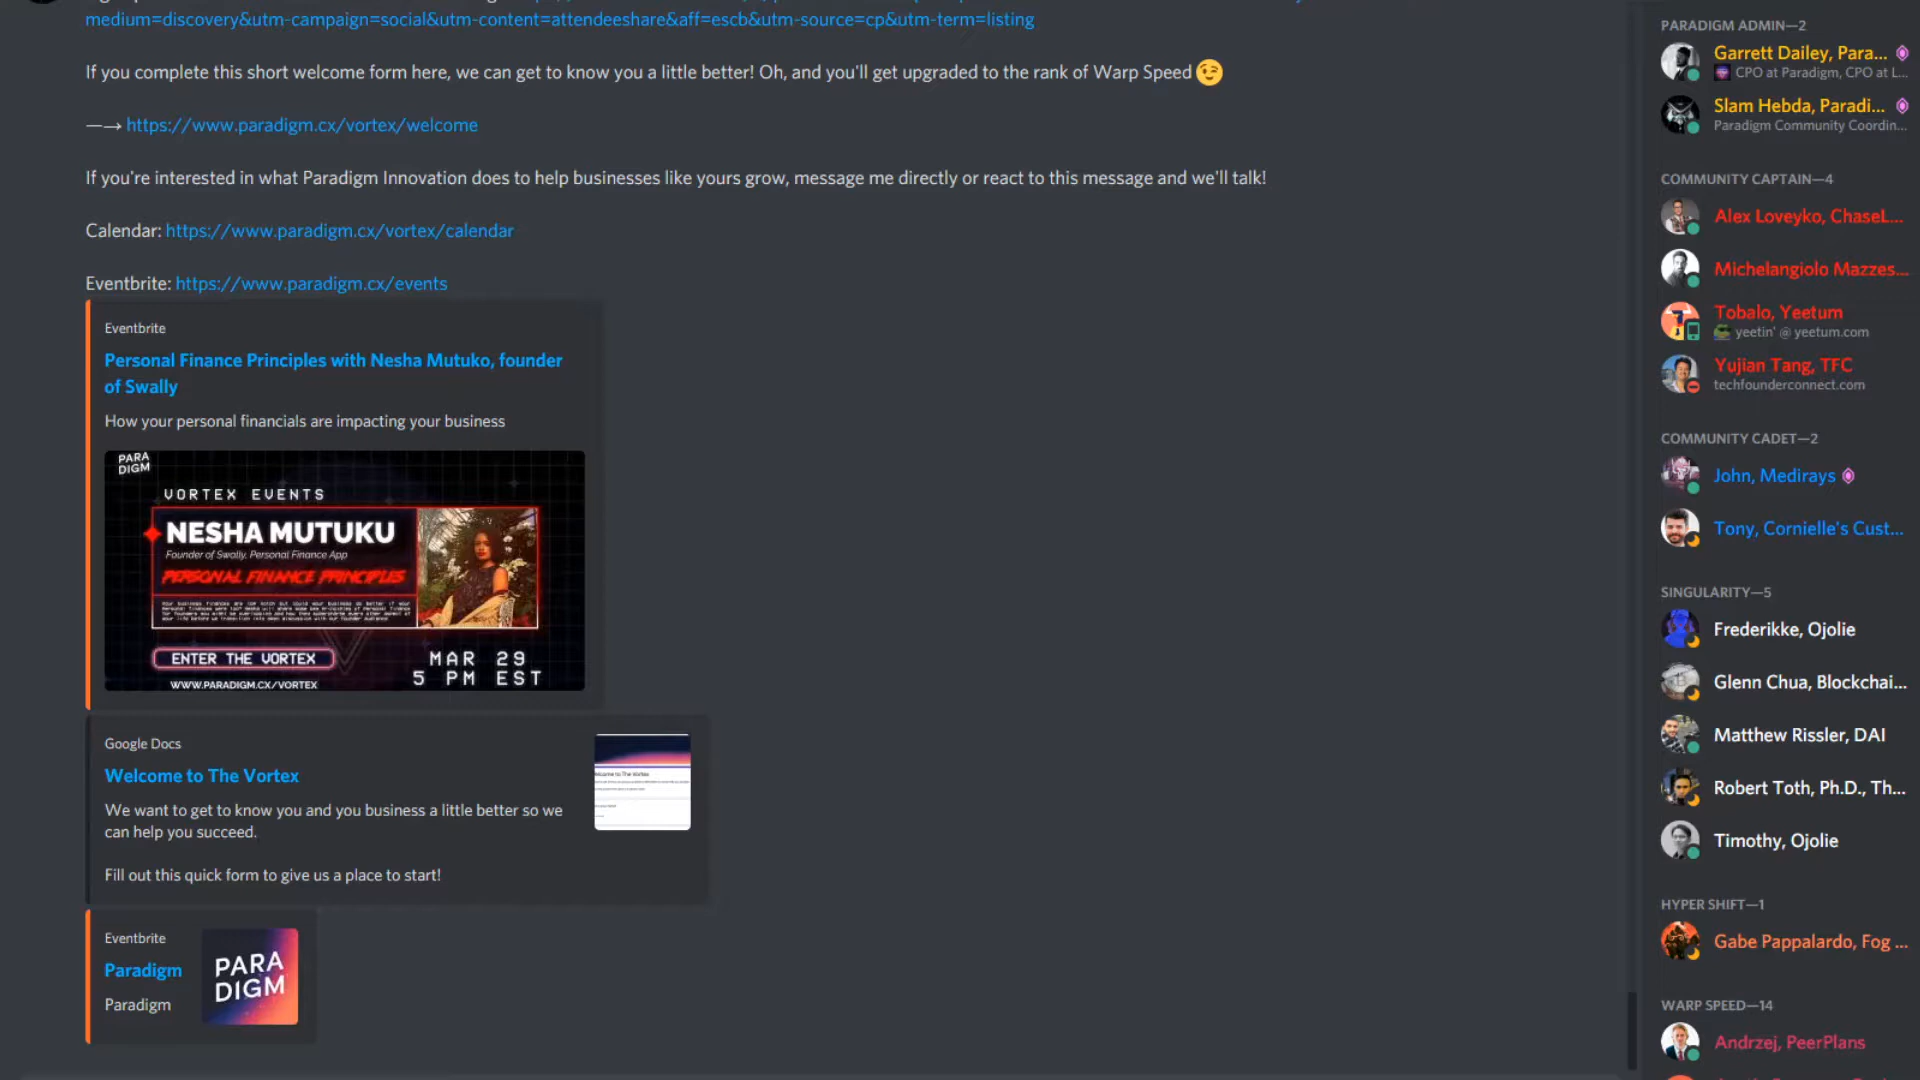 medium=discovery&utm-campaign=social&utm-content=attendeeshare&aff=escb&utm-source=cp&utm-term=listing
If you complete this short welcome form here, we can get to know you a little better! Oh, and you'll get upgraded to the rank of Warp Speed 😉
—→ https://www.paradigm.cx/vortex/welcome
If you're interested in what Paradigm Innovation does to help businesses like yours grow, message me directly or react to this message and we'll talk!
Calendar: https://www.paradigm.cx/vortex/calendar
Eventbrite: https://www.paradigm.cx/events
Eventbrite
Personal Finance Principles with Nesha Mutuko, founder
of Swally
How your personal financials are impacting your business
PARA
DIGM
VORTEX EVENTS
NESHA MUTUKU
Founder of Swally, Personal Finance App
PERSONAL FINANCE PRINCIPLES
ENTER THE VORTEX
WWW.PARADIGM.CX/VORTEX
MAR 29
5 PM EST
Google Docs
Welcome to The Vortex
We want to get to know you and you business a little better so we
can help you succeed.
Fill out this quick form to give us a place to start!
Welcome to The Vortex
Eventbrite
Paradigm
Paradigm
PARA
DIGM
PARADIGM ADMIN—2
Garrett Dailey, Para...
CPO at Paradigm, CPO at L...
Slam Hebda, Paradi...
Paradigm Community Coordin...
COMMUNITY CAPTAIN—4
Alex Loveyko, ChaseL...
Michelangiolo Mazzes...
Tobalo, Yeetum
yeetin' @ yeetum.com
Yujian Tang, TFC
techfounderconnect.com
COMMUNITY CADET—2
John, Medirays
Tony, Cornielle's Cust...
SINGULARITY—5
Frederikke, Ojolie
Glenn Chua, Blockchai...
Matthew Rissler, DAI
Robert Toth, Ph.D., Th...
Timothy, Ojolie
HYPER SHIFT—1
Gabe Pappalardo, Fog ...
WARP SPEED—14
Andrzej, PeerPlans